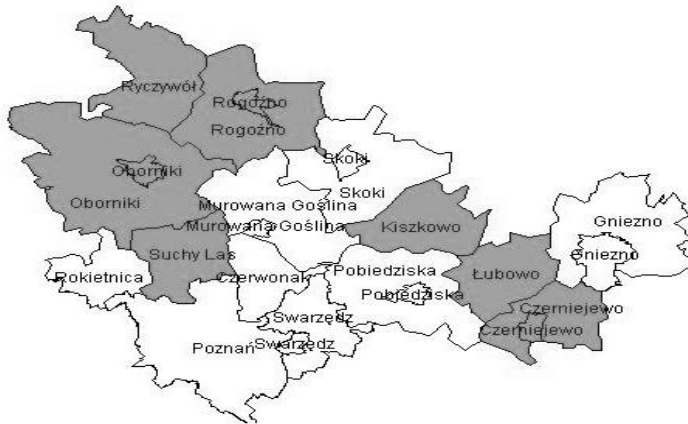 Ryczywół
Rogoźno
Rogoźno
Skoki
Oborniki
Skoki
Oborniki
Murowana Goślina
Murowana Goślina
Kiszkowo
Gniezno
Gniezno
Suchy Las
Rokietnica
Czerwonak
Pobiedziska
Łubowo
Pobiedziska
Czerniejewo
Swarzędz
Czerniejewo
Poznań
Swarzędz